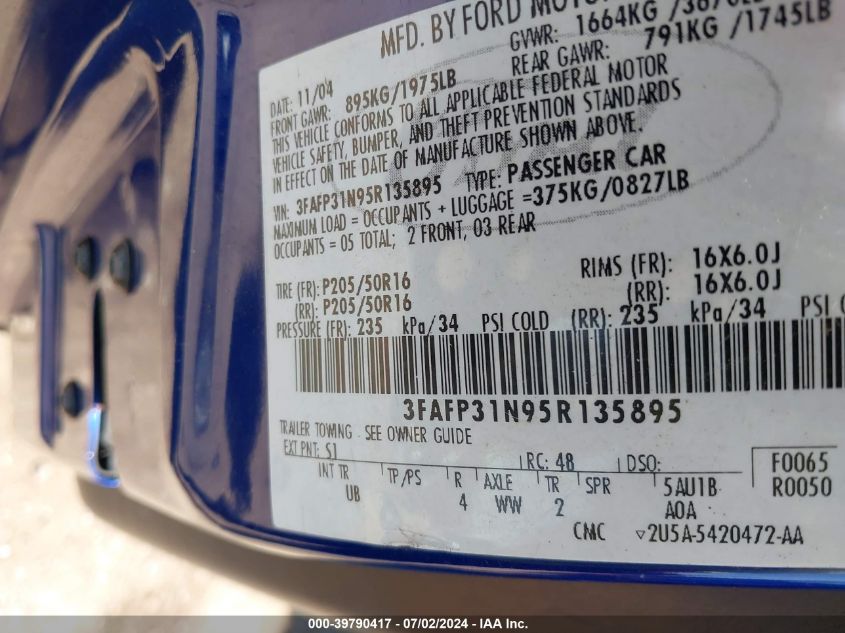 MFD. BY FORD MOTOR
GVWR: 1664KG
DATE: 11/04
FRONT GAWR: 895KG/1975LB
REAR GAWR: 791KG /1745LB
THIS VEHICLE CONFORMS TO ALL APPLICABLE FEDERAL MOTOR
VEHICLE SAFETY, BUMPER, AND THEFT PREVENTION STANDARDS
IN EFFECT ON THE DATE OF MANUFACTURE SHOWN ABOVE.
VIN: 3FAFP31N95R135895 TYPE: PASSENGER CAR
MAXIMUM LOAD = OCCUPANTS + LUGGAGE =375KG/0827LB
OCCUPANTS = 05 TOTAL; 2 FRONT, 03 REAR
TIRE (FR): P205/50R16 RIMS (FR): 16X6.0J
(RR): P205/50R16 (RR): 16X6.0J
PRESSURE (FR): 235 kPa/34 PSI COLD (RR): 235 kPa/34 PSI
3FAFP31N95R135895
TRAILER TOWING - SEE OWNER GUIDE
EXT PNT: S1 RC: 48 DSO: F0065
INT TR TP/PS R AXLE TR SPR 5AU1B R0050
UB 4 WW 2 AOA
CMC ▽2U5A-5420472-AA
000-39790417 - 07/02/2024 - IAA Inc.